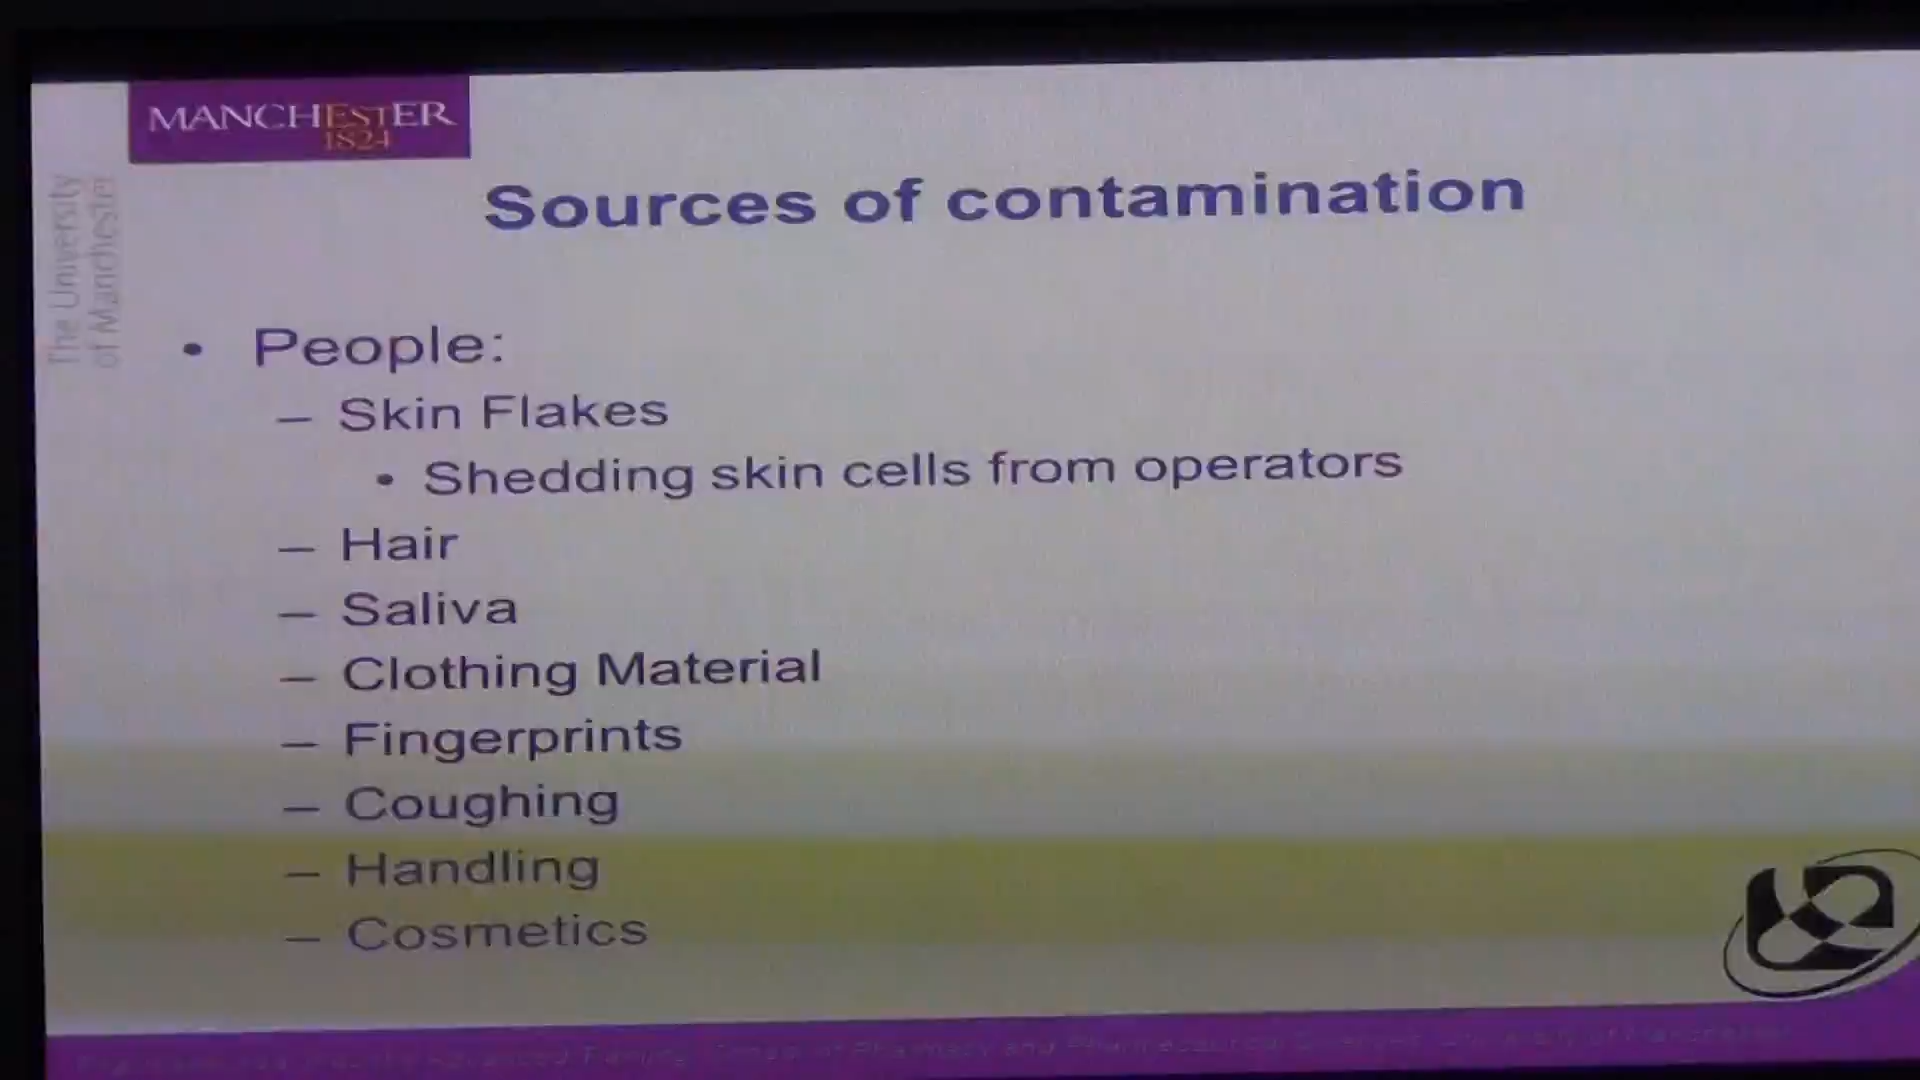 MANCHESTER
1824
The University
of Manchester
Sources of contamination
• People:
– Skin Flakes
• Shedding skin cells from operators
– Hair
– Saliva
– Clothing Material
– Fingerprints
– Coughing
– Handling
– Cosmetics